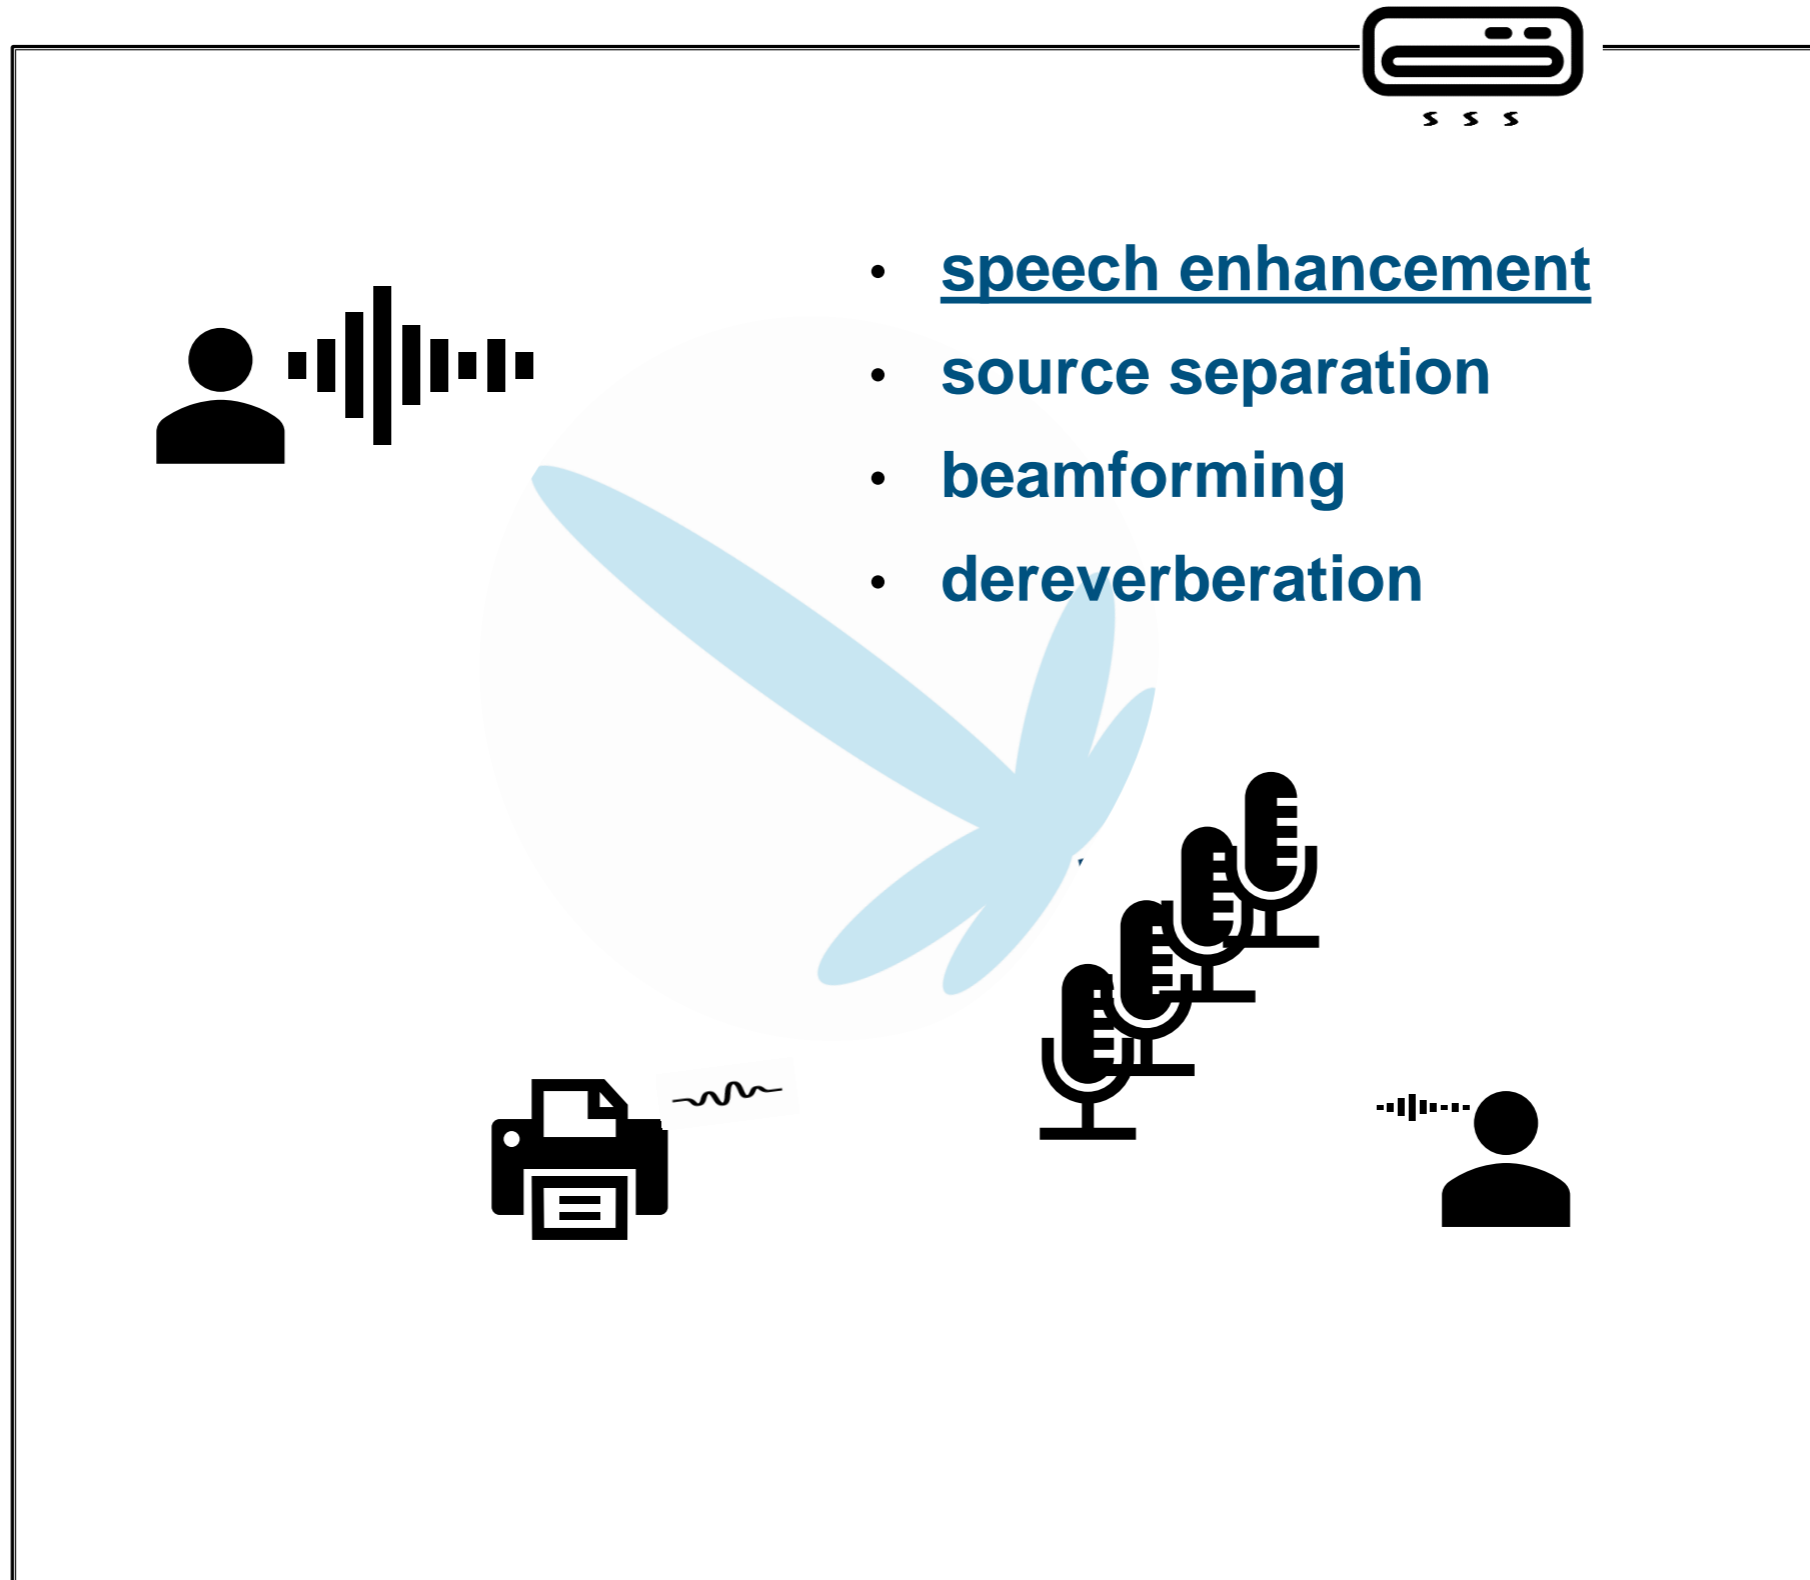 • speech enhancement
• source separation
• beamforming
• dereverberation